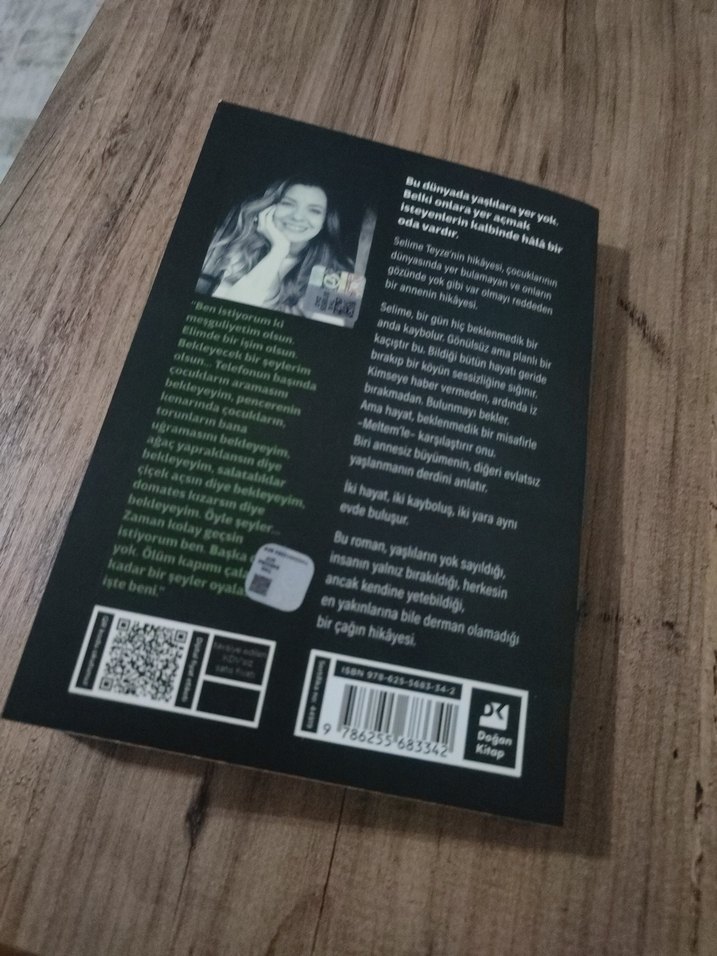 Bu dünyada yaşlılara yer yok.
Belki onlara yer açmak
isteyenlerin kalbinde hâlâ bir
oda vardır.
Selime Teyze'nin hikâyesi, çocuklarının
dünyasında yer bulamayan ve onların
gözünde yok gibi var olmayı reddeden
bir annenin hikâyesi.
Selime, bir gün hiç beklenmedik bir
anda kaybolur. Gönülsüz ama planlı bir
kaçıştır bu. Bildiği bütün hayatı geride
bırakıp bir köyün sessizliğine sığınır.
Kimseye haber vermeden, ardında iz
bırakmadan. Bulunmayı bekler.
Ama hayat, beklenmedik bir misafirle
–Meltem'le– karşılaştırır onu.
Biri annesiz büyümenin, diğeri evlatsız
yaşlanmanın derdini anlatır.
İki hayat, iki kayboluş, iki yara aynı
evde buluşur.
Bu roman, yaşlıların yok sayıldığı,
insanın yalnız bırakıldığı, herkesin
ancak kendine yetebildiği,
en yakınlarına bile derman olamadığı
bir çağın hikâyesi.
"Ben istiyorum ki
meşguliyetim olsun.
Elimde bir işim olsun.
Bekleyecek bir şeylerim
olsun... Telefonun başında
çocukların aramasını
bekleyeyim, pencerenin
kenarında çocukların,
torunların bana
uğramasını bekleyeyim,
ağaç yapraklansın diye
bekleyeyim, salatalıklar
çiçek açsın diye bekleyeyim,
domates kızarsın diye
bekleyeyim. Öyle şeyler...
Zaman kolay geçsin
istiyorum ben. Başka
yok. Ölüm kapımı
kadar bir şeyler
işte beni."
tavsiye edilen
KDV'siz
satış fiyatı
ISBN 978-625-5683-34-2
9 786255 683342
DK
Doğan
Kitap